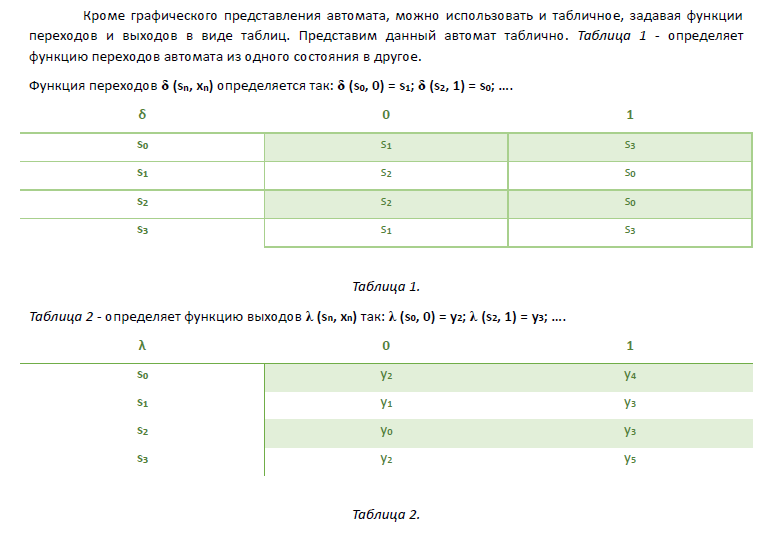 Кроме графического представления автомата, можно использовать и табличное, задавая функции
переходов и выходов в виде таблиц. Представим данный автомат таблично. Таблица 1 - определяет
функцию переходов автомата из одного состояния в другое.
Функция переходов δ (sₙ, xₙ) определяется так: δ (s₀, 0) = s₁; δ (s₂, 1) = s₀; ….
δ 0 1
s₀ s₁ s₃
s₁ s₂ s₀
s₂ s₂ s₀
s₃ s₁ s₃
Таблица 1.
Таблица 2 - определяет функцию выходов λ (sₙ, xₙ) так: λ (s₀, 0) = y₂; λ (s₂, 1) = y₃; ….
λ 0 1
s₀ y₂ y₄
s₁ y₁ y₃
s₂ y₀ y₃
s₃ y₂ y₅
Таблица 2.